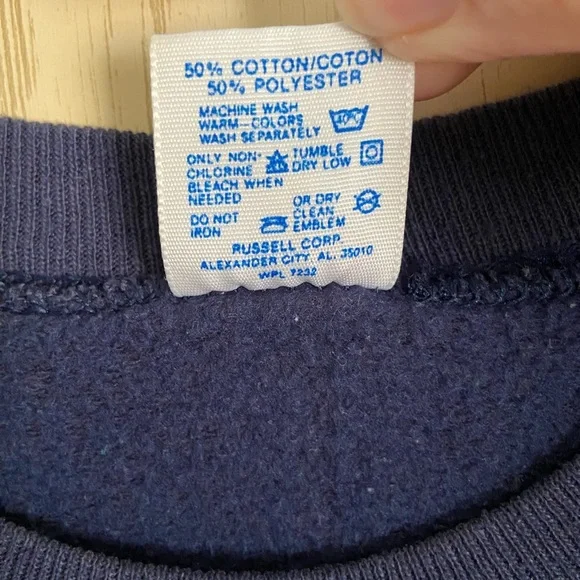 50% COTTON/COTON
50% POLYESTER
MACHINE WASH
WARM-COLORS
WASH SEPARATELY
40°
ONLY NON-
CHLORINE
BLEACH WHEN
NEEDED
TUMBLE
DRY LOW
DO NOT
IRON
OR DRY
CLEAN
EMBLEM
RUSSELL CORP.
ALEXANDER CITY, AL. 35010
WPL 7232